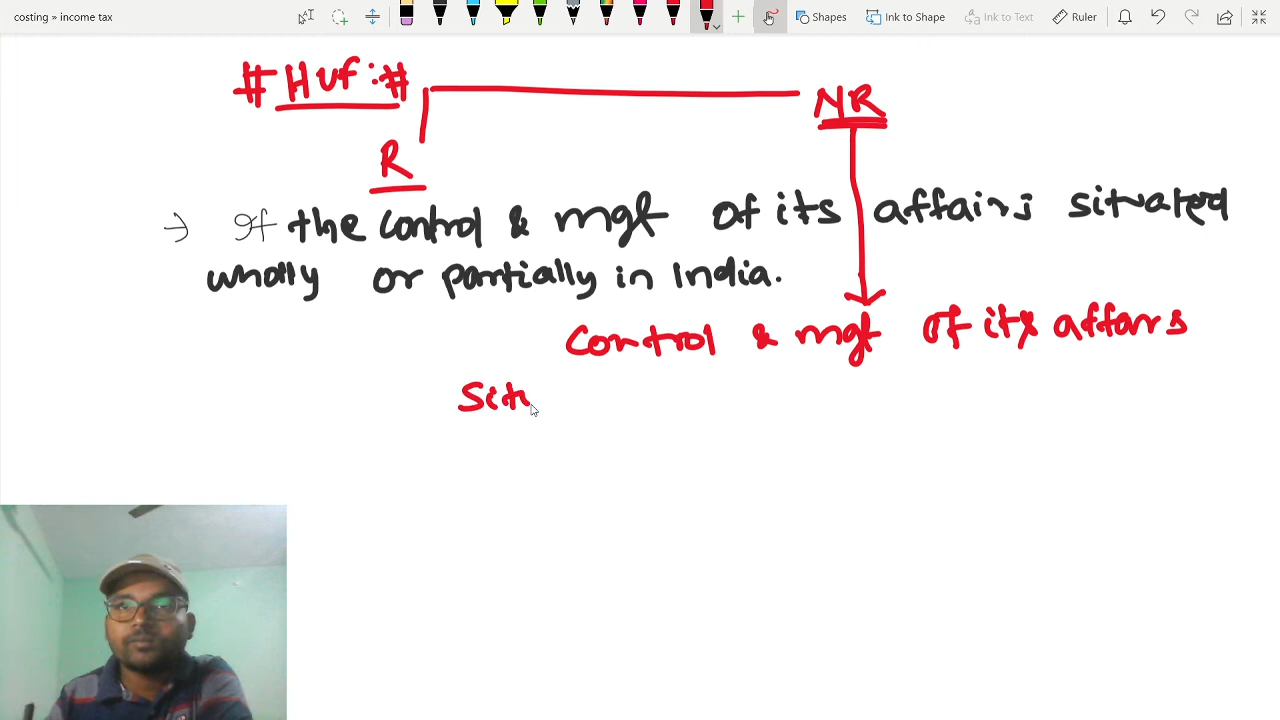 costing » income tax
Shapes
Ink to Shape
Ink to Text
Ruler
# HUF:#
NR
R
→ If the control & mgt of its affairs situated
wholly or partially in India.
control & mgt of its affairs
Situ